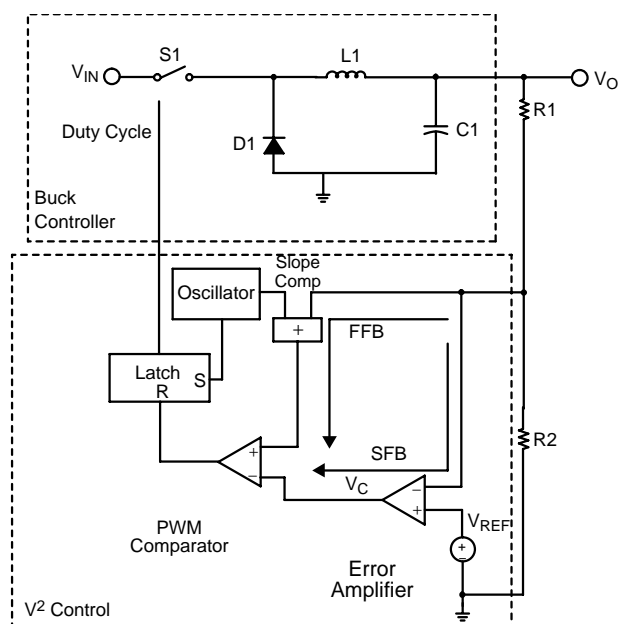 S1
L1
V_IN
V_O
R1
Duty Cycle
C1
D1
Buck
Controller
Slope
Comp
Oscillator
+
FFB
Latch
S
R
R2
+
SFB
−
V_C
−
+
V_REF
PWM
Comparator
+
−
Error
Amplifier
V² Control